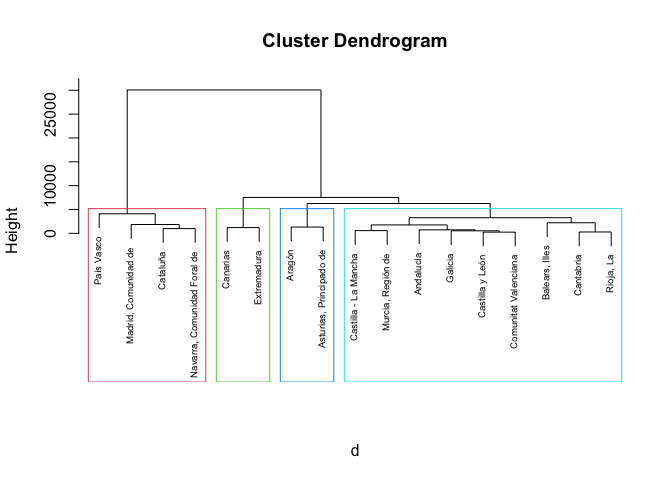 Cluster Dendrogram
Height
0
10000
25000
País Vasco
Madrid, Comunidad de
Cataluña
Navarra, Comunidad Foral de
Canarias
Extremadura
Aragón
Asturias, Principado de
Castilla - La Mancha
Murcia, Región de
Andalucía
Galicia
Castilla y León
Comunitat Valenciana
Balears, Illes
Cantabria
Rioja, La
d